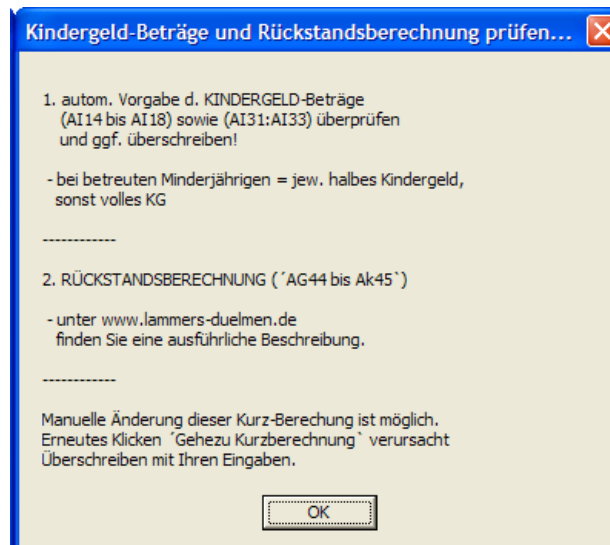 Kindergeld-Beträge und Rückstandsberechnung prüfen...
1. autom. Vorgabe d. KINDERGELD-Beträge
(AI14 bis AI18) sowie (AI31:AI33) überprüfen
und ggf. überschreiben!
- bei betreuten Minderjährigen = jew. halbes Kindergeld,
sonst volles KG
------------
2. RÜCKSTANDSBERECHNUNG (´AG44 bis Ak45`)
- unter www.lammers-duelmen.de
finden Sie eine ausführliche Beschreibung.
------------
Manuelle Änderung dieser Kurz-Berechung ist möglich.
Erneutes Klicken ´Gehezu Kurzberechnung` verursacht
Überschreiben mit Ihren Eingaben.
OK